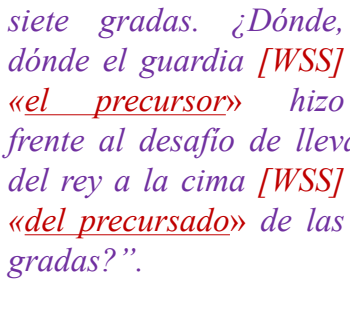 siete gradas. ¿Dónde,
dónde el guardia [WSS]
«el precursor» hizo
frente al desafío de lleva
del rey a la cima [WSS]
«del precursado» de las
gradas?”.